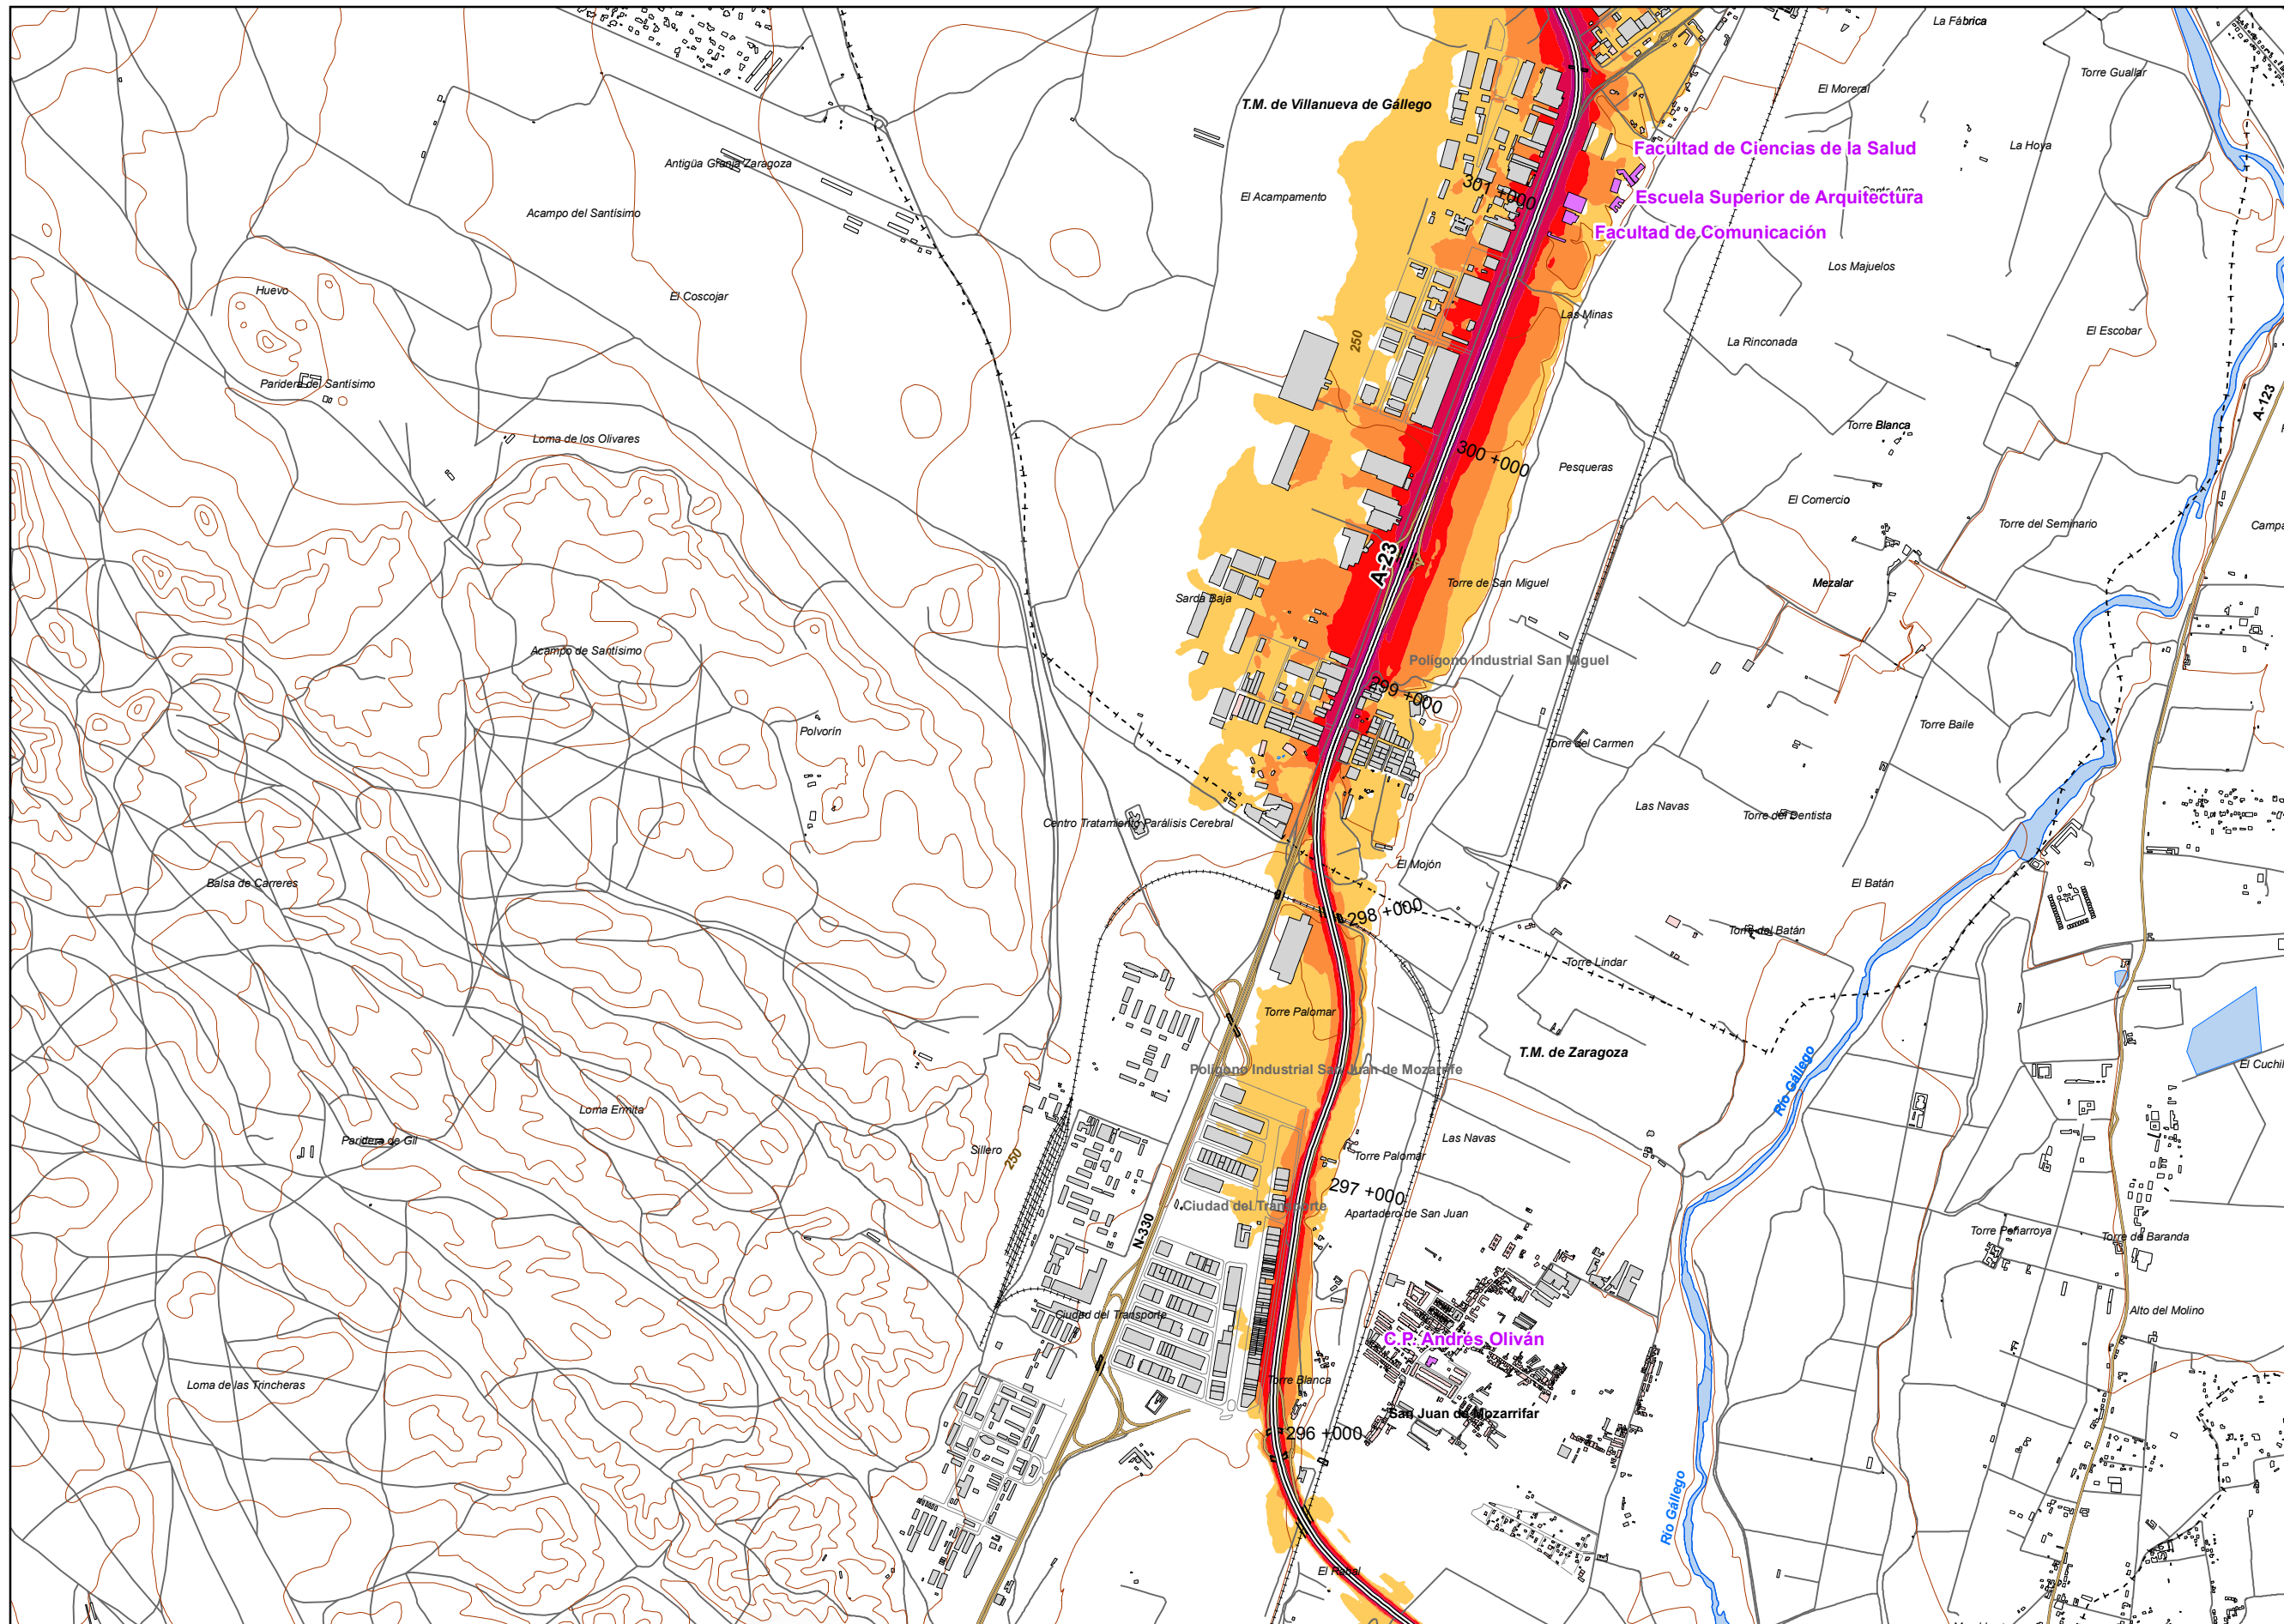 La Fábrica
Torre Guallar
El Moreral
T.M. de Villanueva de Gállego
La Hoya
Facultad de Ciencias de la Salud
Antigüa Granja Zaragoza
301 +000
Escuela Superior de Arquitectura
El Acampamento
Acampo del Santísimo
Facultad de Comunicación
Los Majuelos
Huevo
El Coscojar
Las Minas
El Escobar
250
La Rinconada
Paridera del Santísimo
A-123
Torre Blanca
Loma de los Olivares
300 +000
Pesqueras
El Comercio
Torre del Seminario
A-23
Torre de San Miguel
Mezalar
Sarda Baja
Acampo de Santísimo
Polígono Industrial San Miguel
299 +000
Torre Baile
Polvorín
Torre del Carmen
Las Navas
Torre del Dentista
Centro Tratamiento Parálisis Cerebral
El Mojón
Balsa de Carreres
El Batán
298 +000
Torre del Batán
Torre Lindar
Torre Palomar
T.M. de Zaragoza
Polígono Industrial San Juan de Mozarrife
Río Gállego
Loma Ermita
Paridera de Gil
Sillero
250
Las Navas
Torre Palomar
297 +000
Ciudad del Transporte
Apartadero de San Juan
N-330
Torre Peñarroya
Torre de Baranda
Ciudad del Transporte
Alto del Molino
C.P. Andrés Oliván
Loma de las Trincheras
Torre Blanca
San Juan de Mozarrifar
296 +000
Río Gállego
El Rabal